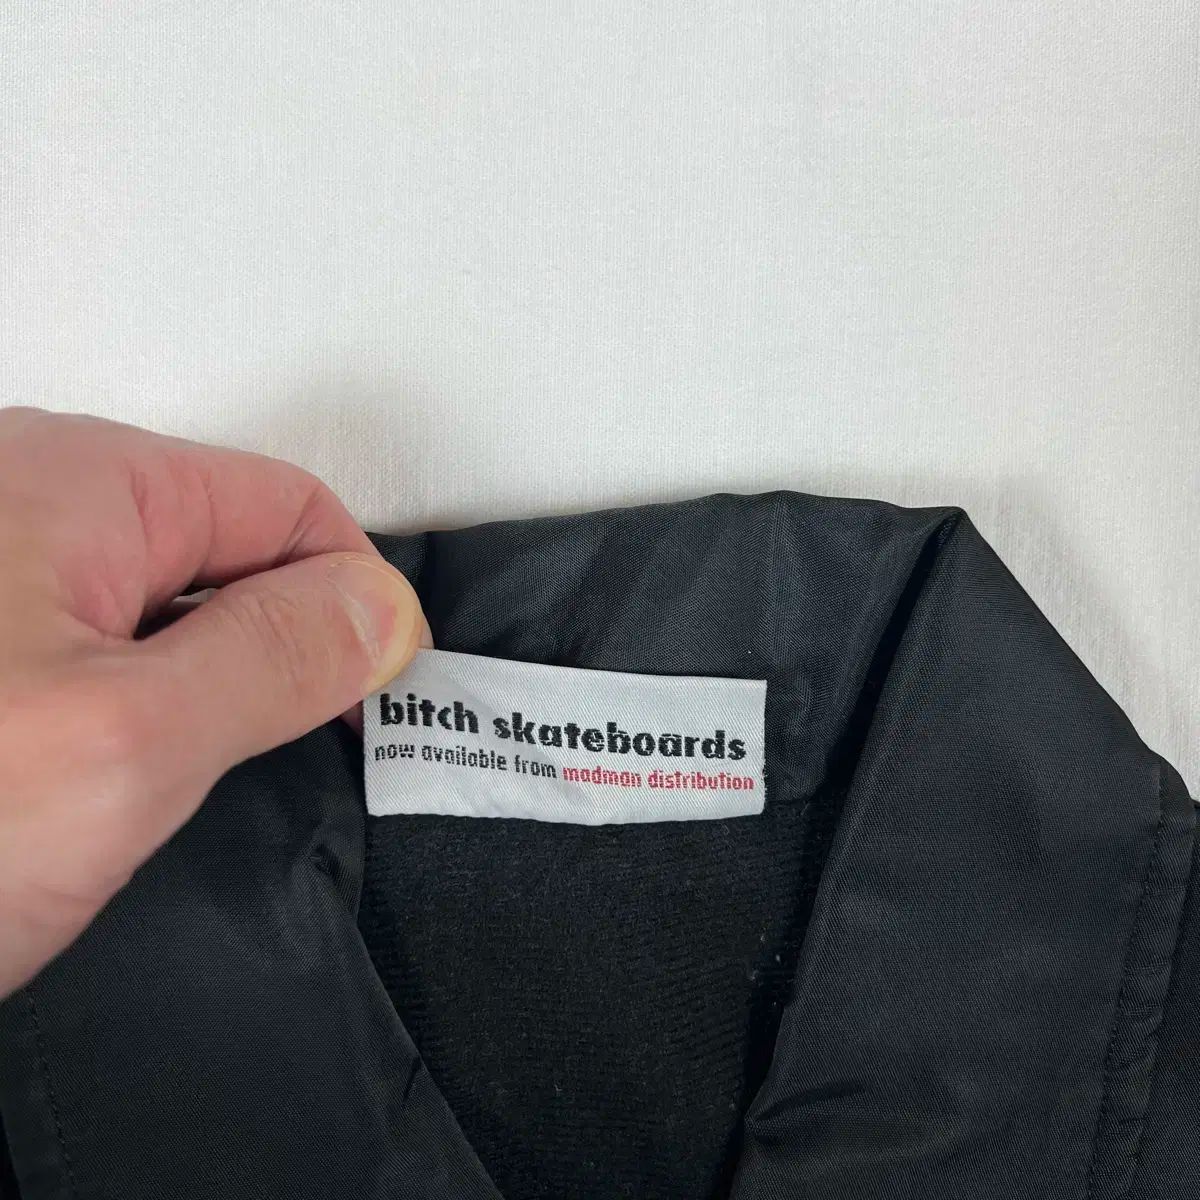 bitch skateboards
now available from madman distribution